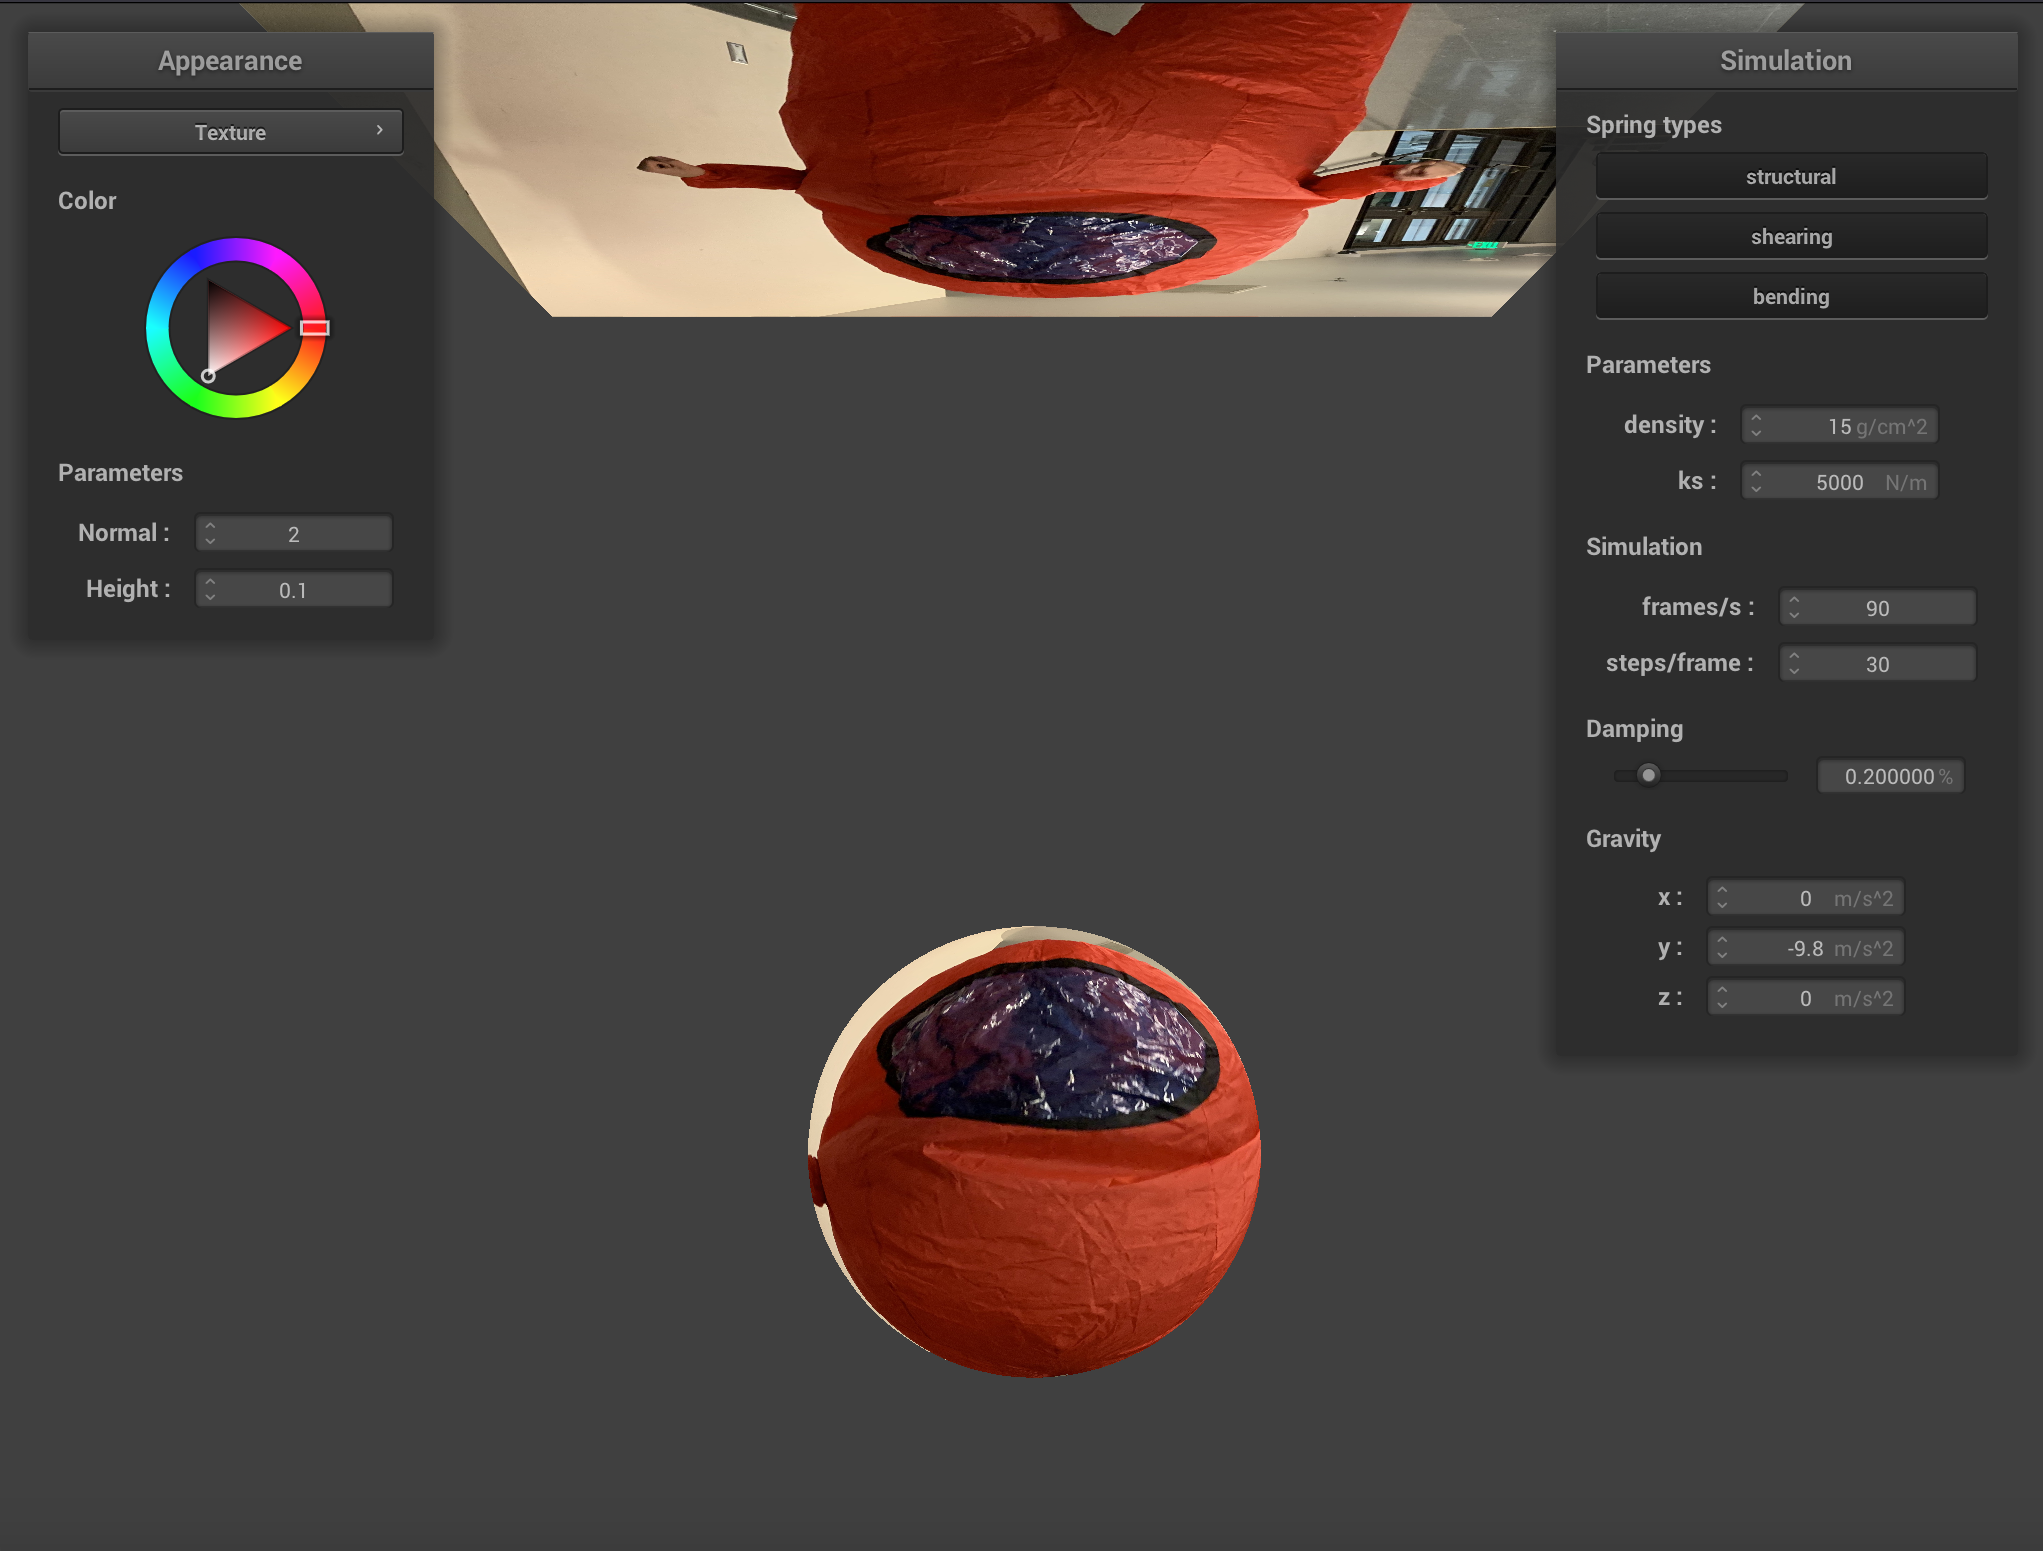 Appearance
Texture
Color
Parameters
Normal :
2
Height :
0.1
EXIT
Simulation
Spring types
structural
shearing
bending
Parameters
density :
15 g/cm^2
ks :
5000 N/m
Simulation
frames/s :
90
steps/frame :
30
Damping
0.200000 %
Gravity
x :
0 m/s^2
y :
-9.8 m/s^2
z :
0 m/s^2